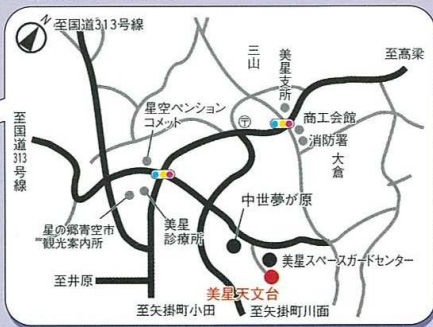 N
至国道313号線
三山
美星支所
至高梁
星空ペンション
コメット
〒
商工会館
消防署
大倉
至国道313号線
中世夢が原
星の郷青空市
観光案内所
美星
診療所
美星スペースガードセンター
美星天文台
至井原
至矢掛町小田
至矢掛町川面